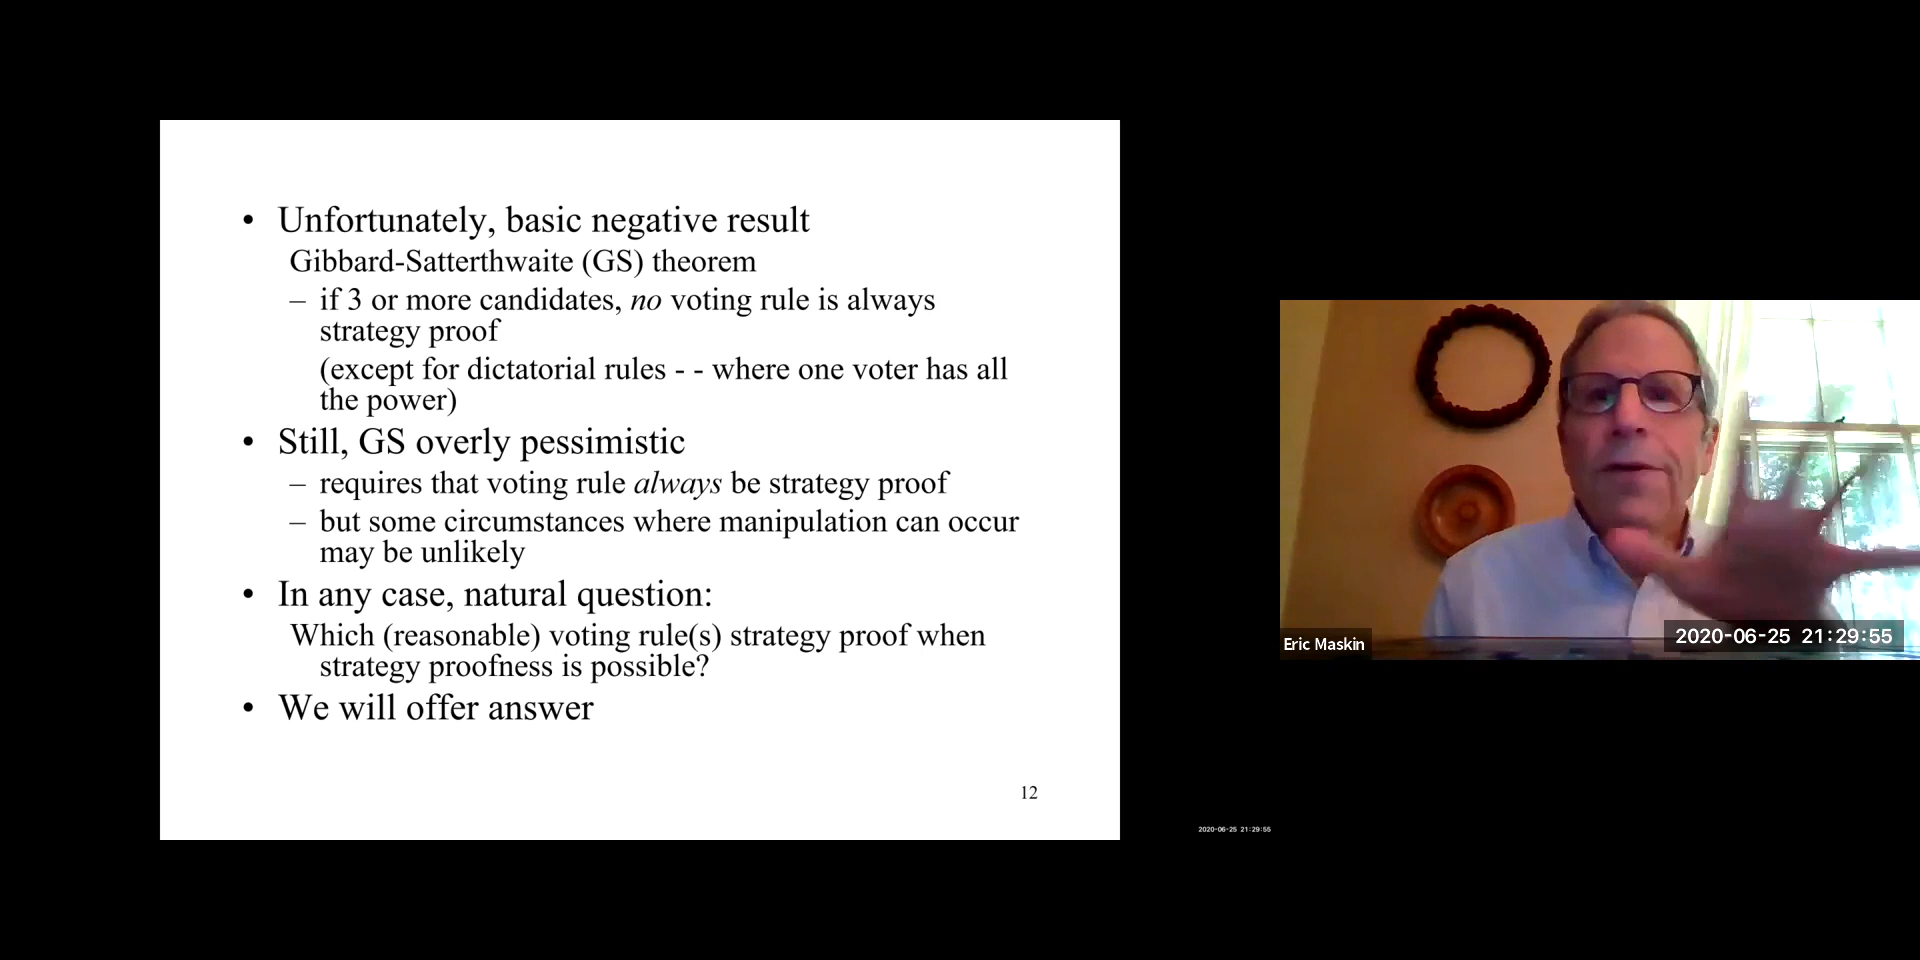 • Unfortunately, basic negative result
Gibbard-Satterthwaite (GS) theorem
– if 3 or more candidates, no voting rule is always
strategy proof
(except for dictatorial rules - - where one voter has all
the power)
• Still, GS overly pessimistic
– requires that voting rule always be strategy proof
– but some circumstances where manipulation can occur
may be unlikely
• In any case, natural question:
Which (reasonable) voting rule(s) strategy proof when
strategy proofness is possible?
• We will offer answer
12
Eric Maskin
2020-06-25 21:29:55
2020-06-25 21:29:55